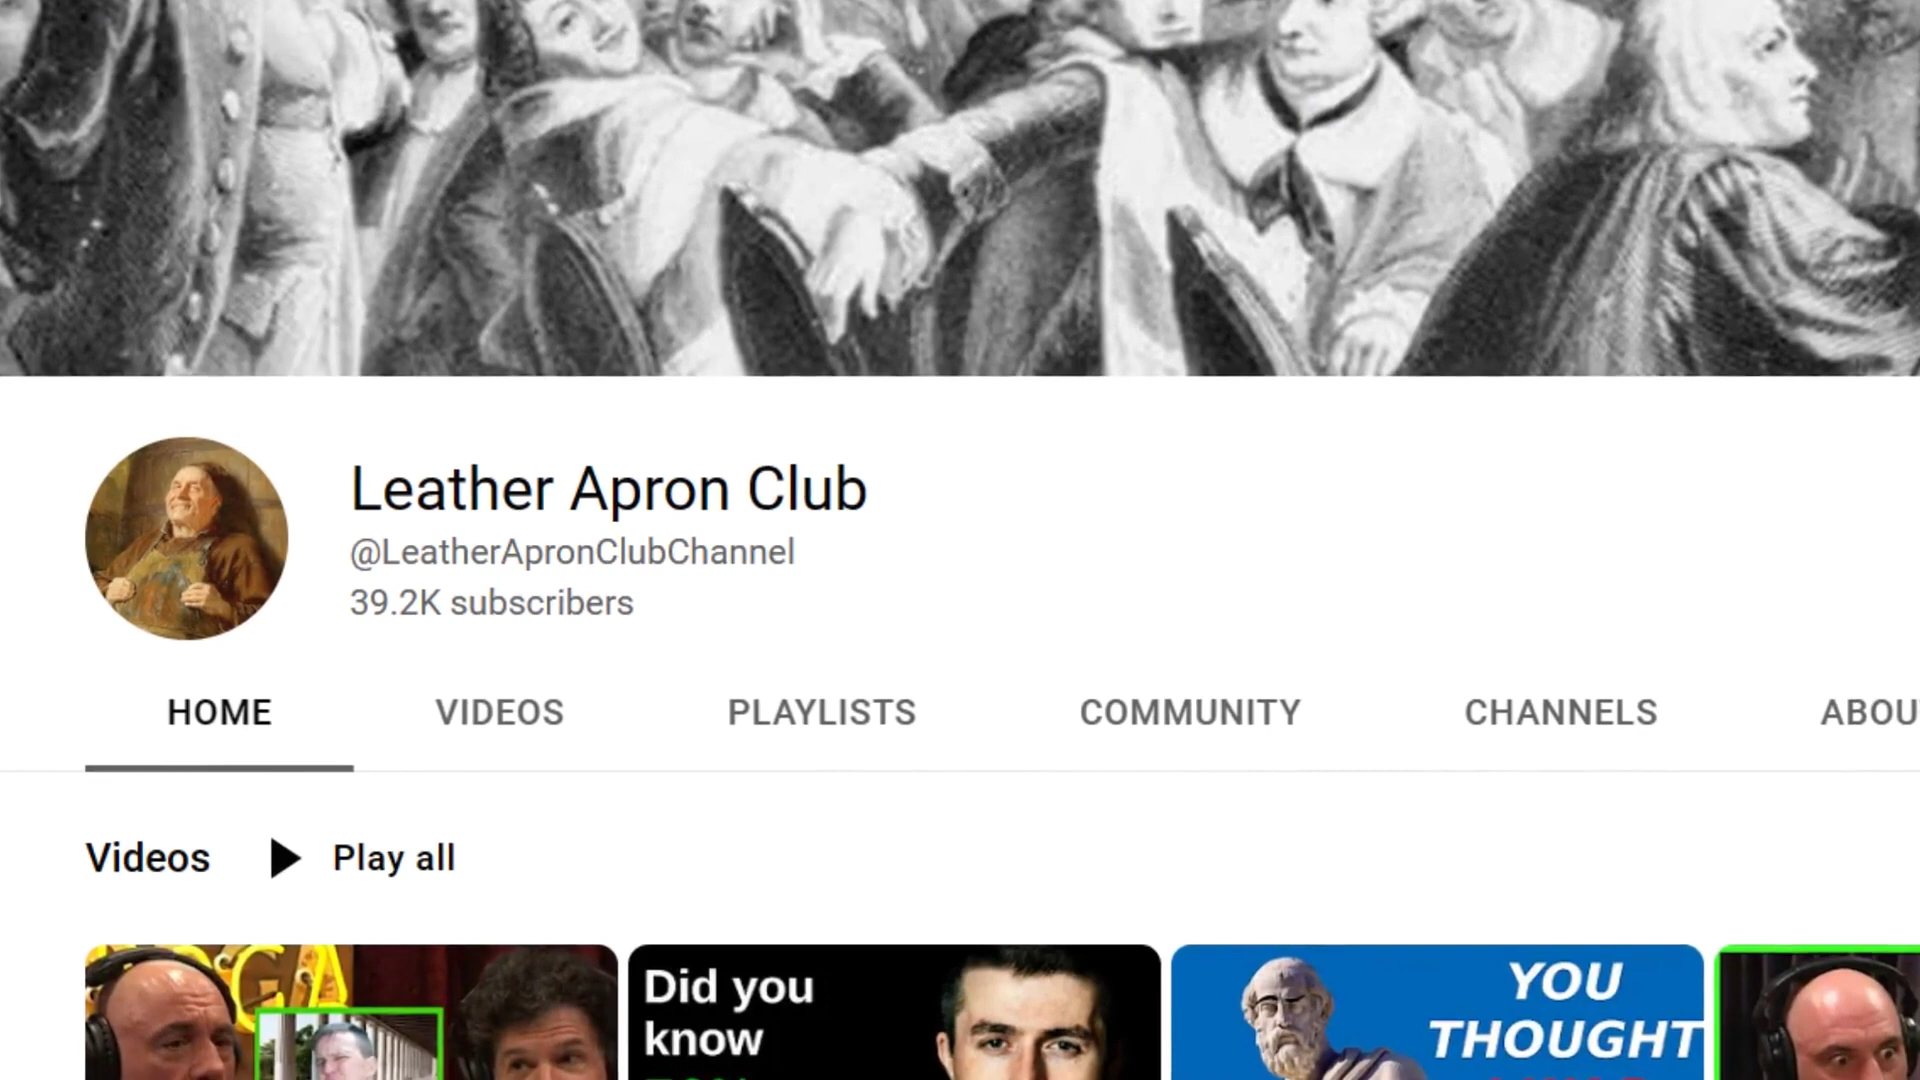 Leather Apron Club
@LeatherApronClubChannel
39.2K subscribers
HOME VIDEOS PLAYLISTS COMMUNITY CHANNELS ABOU
Videos Play all
Did you
know
YOU
THOUGHT